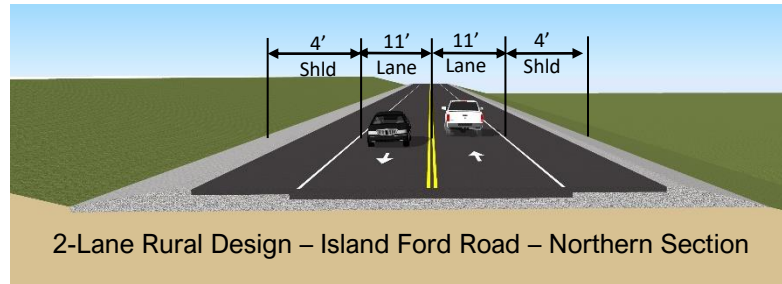 4’ 11’ 11’ 4’
Shld Lane Lane Shld
2-Lane Rural Design – Island Ford Road – Northern Section